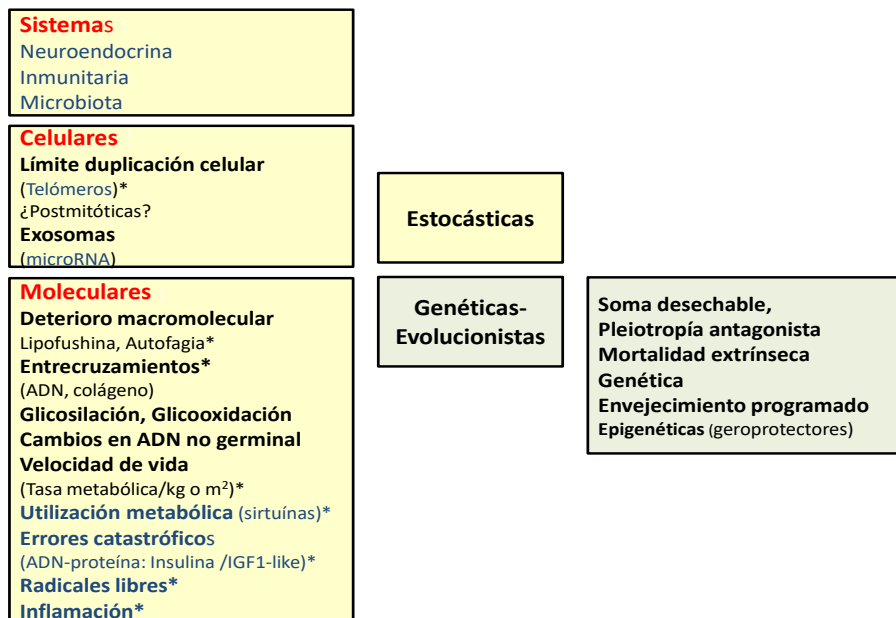 Sistemas
Neuroendocrina
Inmunitaria
Microbiota
Celulares
Límite duplicación celular
(Telómeros)*
¿Postmitóticas?
Exosomas
(microRNA)
Moleculares
Deterioro macromolecular
Lipofushina, Autofagia*
Entrecruzamientos*
(ADN, colágeno)
Glicosilación, Glicooxidación
Cambios en ADN no germinal
Velocidad de vida
(Tasa metabólica/kg o m²)*
Utilización metabólica (sirtuínas)*
Errores catastróficos
(ADN-proteína: Insulina /IGF1-like)*
Radicales libres*
Inflamación*
Estocásticas
Genéticas-
Evolucionistas
Soma desechable,
Pleiotropía antagonista
Mortalidad extrínseca
Genética
Envejecimiento programado
Epigenéticas (geroprotectores)